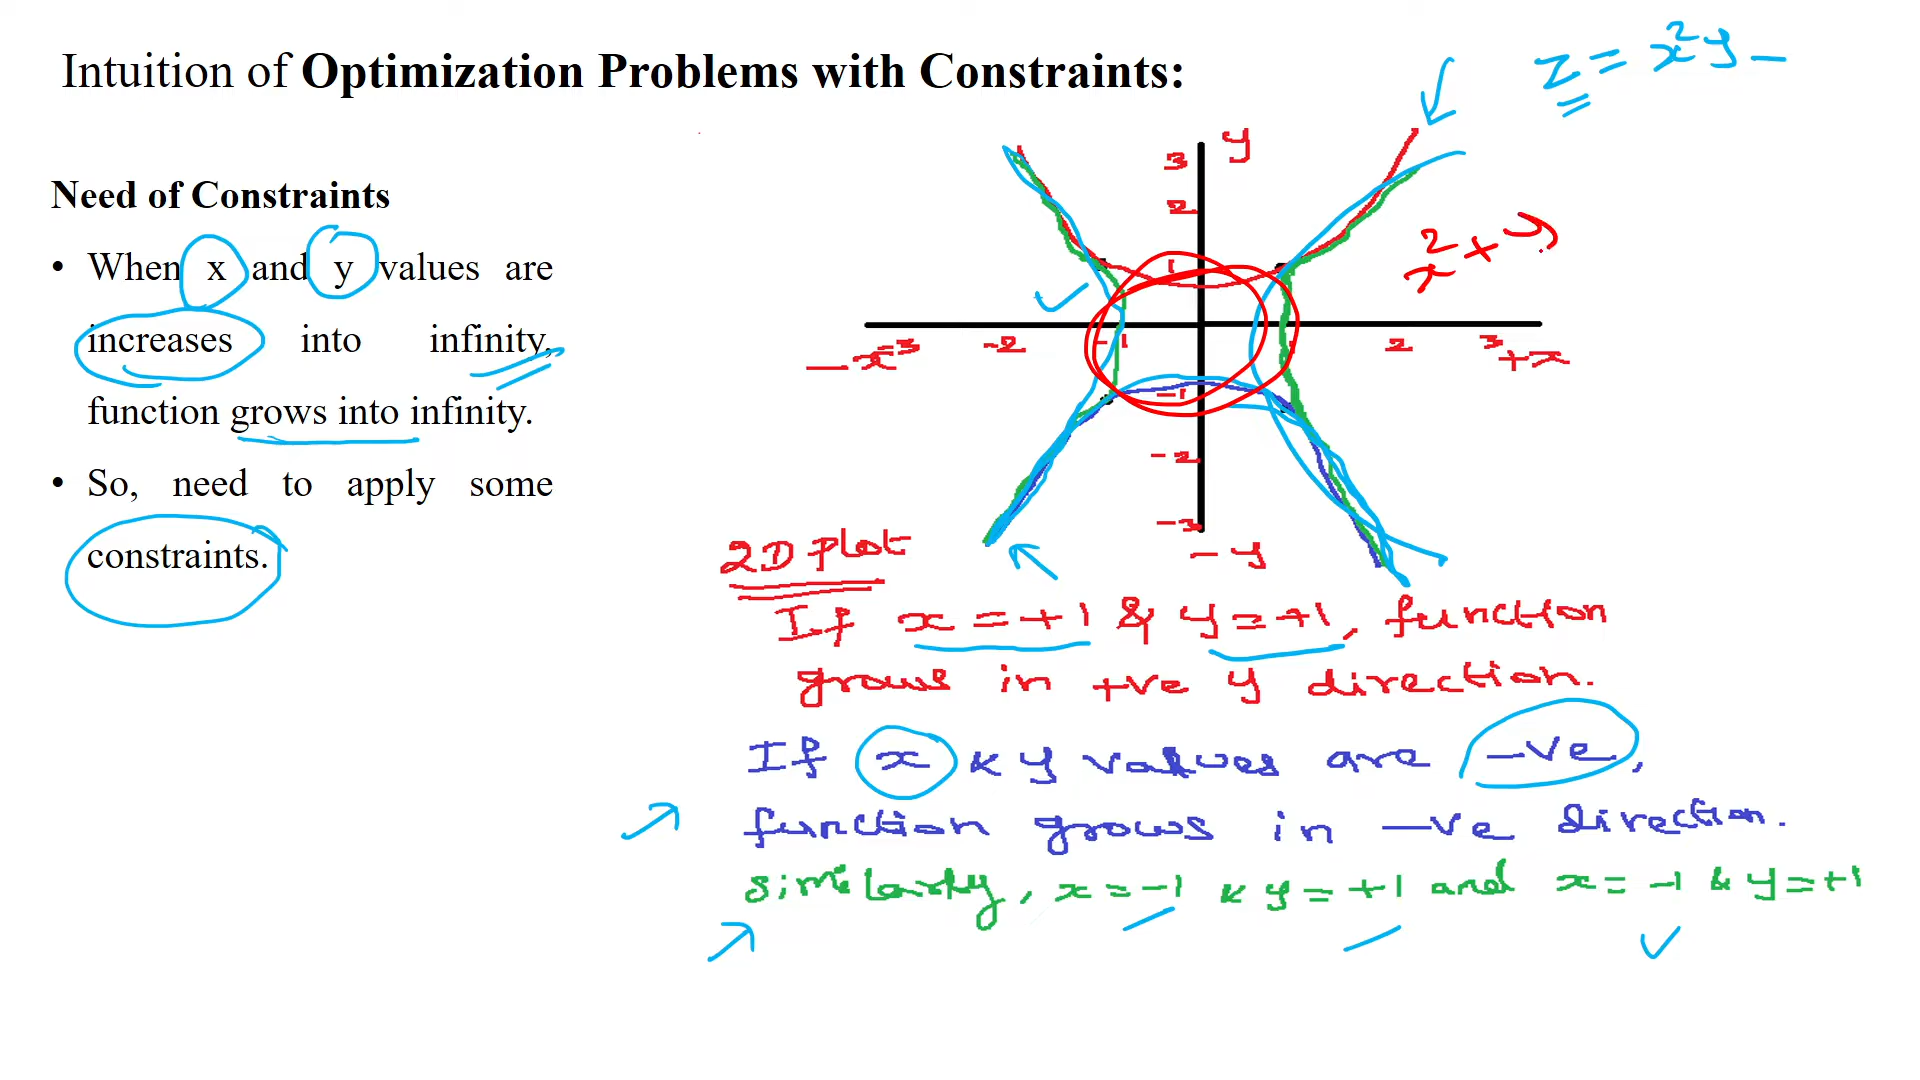 Intuition of Optimization Problems with Constraints:
z = x²y –
Need of Constraints
• When x and y values are
increases into infinity,
function grows into infinity.
• So, need to apply some
constraints.
y
3
2
1
x² +
-3 -2 -1 1 2 3
–x +x
-1
-2
-3
-y
2D Plot
If x = +1 & y = +1, function
grows in +ve y direction.
If x & y values are –ve,
function grows in –ve direction.
similarly, x = -1 & y = +1 and x = -1 & y = +1